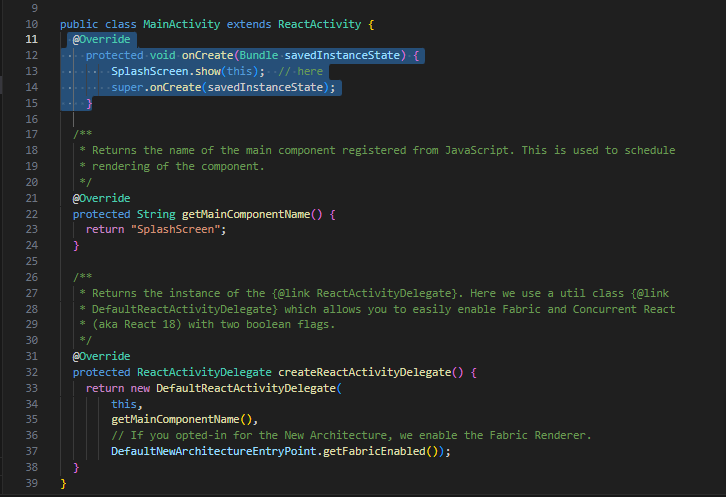 9
10 public class MainActivity extends ReactActivity {
11 @Override
12 protected void onCreate(Bundle savedInstanceState) {
13 SplashScreen.show(this); // here
14 super.onCreate(savedInstanceState);
15 }
16
17 /**
18 * Returns the name of the main component registered from JavaScript. This is used to schedule
19 * rendering of the component.
20 */
21 @Override
22 protected String getMainComponentName() {
23 return "SplashScreen";
24 }
25
26 /**
27 * Returns the instance of the {@link ReactActivityDelegate}. Here we use a util class {@link
28 * DefaultReactActivityDelegate} which allows you to easily enable Fabric and Concurrent React
29 * (aka React 18) with two boolean flags.
30 */
31 @Override
32 protected ReactActivityDelegate createReactActivityDelegate() {
33 return new DefaultReactActivityDelegate(
34 this,
35 getMainComponentName(),
36 // If you opted-in for the New Architecture, we enable the Fabric Renderer.
37 DefaultNewArchitectureEntryPoint.getFabricEnabled());
38 }
39 }